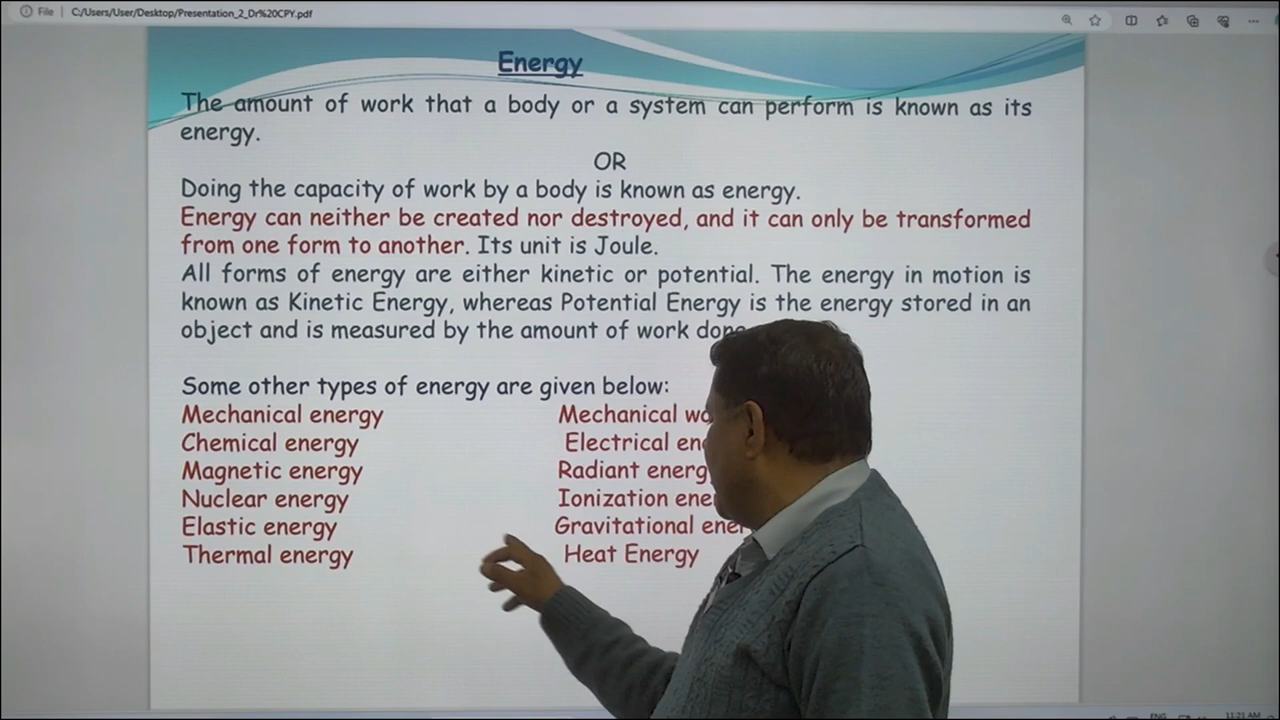 File
C:/Users/User/Desktop/Presentation_2_Dr%20CPY.pdf
Energy
The amount of work that a body or a system can perform is known as its
energy.
OR
Doing the capacity of work by a body is known as energy.
Energy can neither be created nor destroyed, and it can only be transformed
from one form to another. Its unit is Joule.
All forms of energy are either kinetic or potential. The energy in motion is
known as Kinetic Energy, whereas Potential Energy is the energy stored in an
object and is measured by the amount of work done
Some other types of energy are given below:
Mechanical energy Mechanical
Chemical energy Electrical
Magnetic energy Radiant energy
Nuclear energy Ionization
Elastic energy Gravitational
Thermal energy Heat Energy
ENG 11:21 AM